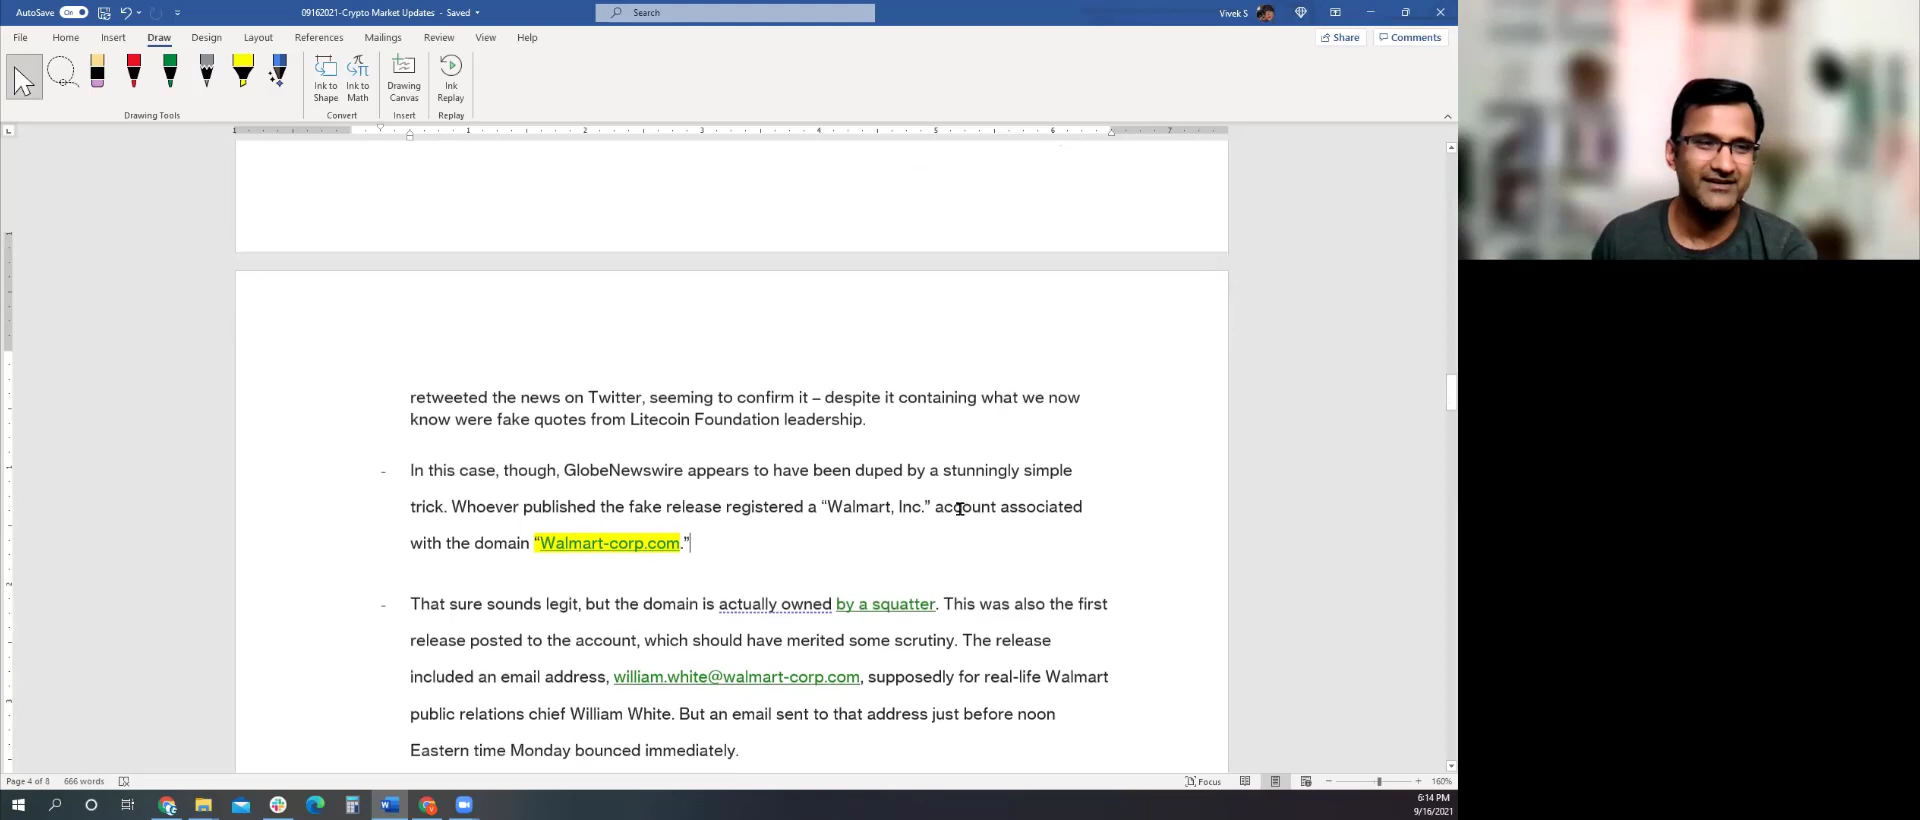 AutoSave On 09162021-Crypto Market Updates - Saved Search Vivek S
File Home Insert Draw Design Layout References Mailings Review View Help Share Comments
Ink to Shape
Ink to Math
Drawing Canvas
Ink Replay
Drawing Tools Convert Insert Replay
1 1 2 3 4 5 6 7
retweeted the news on Twitter, seeming to confirm it – despite it containing what we now
know were fake quotes from Litecoin Foundation leadership.
- In this case, though, GlobeNewswire appears to have been duped by a stunningly simple
trick. Whoever published the fake release registered a “Walmart, Inc.” account associated
with the domain “Walmart-corp.com.”
- That sure sounds legit, but the domain is actually owned by a squatter. This was also the first
release posted to the account, which should have merited some scrutiny. The release
included an email address, william.white@walmart-corp.com, supposedly for real-life Walmart
public relations chief William White. But an email sent to that address just before noon
Eastern time Monday bounced immediately.
Page 4 of 8 666 words Focus 160%
6:14 PM
9/16/2021